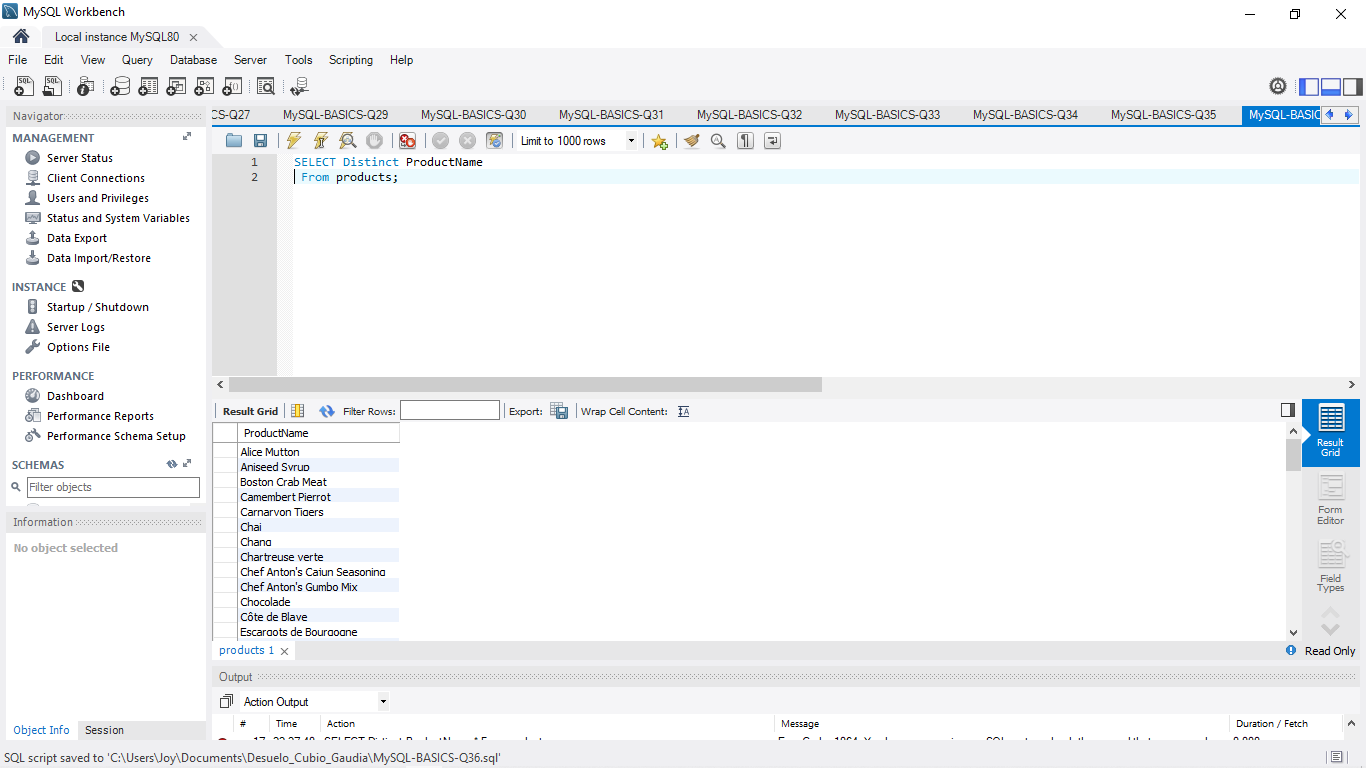 MySQL Workbench
Local instance MySQL80
File Edit View Query Database Server Tools Scripting Help
Navigator
MANAGEMENT
Server Status
Client Connections
Users and Privileges
Status and System Variables
Data Export
Data Import/Restore
INSTANCE
Startup / Shutdown
Server Logs
Options File
PERFORMANCE
Dashboard
Performance Reports
Performance Schema Setup
SCHEMAS
Filter objects
Information
No object selected
Object Info Session
CS-Q27 MySQL-BASICS-Q29 MySQL-BASICS-Q30 MySQL-BASICS-Q31 MySQL-BASICS-Q32 MySQL-BASICS-Q33 MySQL-BASICS-Q34 MySQL-BASICS-Q35 MySQL-BASIC
Limit to 1000 rows
1 SELECT Distinct ProductName
2 From products;
Result Grid Filter Rows: Export: Wrap Cell Content:
ProductName
Alice Mutton
Aniseed Syrup
Boston Crab Meat
Camembert Pierrot
Carnarvon Tigers
Chai
Chang
Chartreuse verte
Chef Anton's Cajun Seasoning
Chef Anton's Gumbo Mix
Chocolade
Côte de Blaye
Escargots de Bourgogne
Result Grid
Form Editor
Field Types
products 1
Read Only
Output
Action Output
# Time Action Message Duration / Fetch
SQL script saved to 'C:\Users\Joy\Documents\Desuelo_Cubio_Gaudia\MySQL-BASICS-Q36.sql'